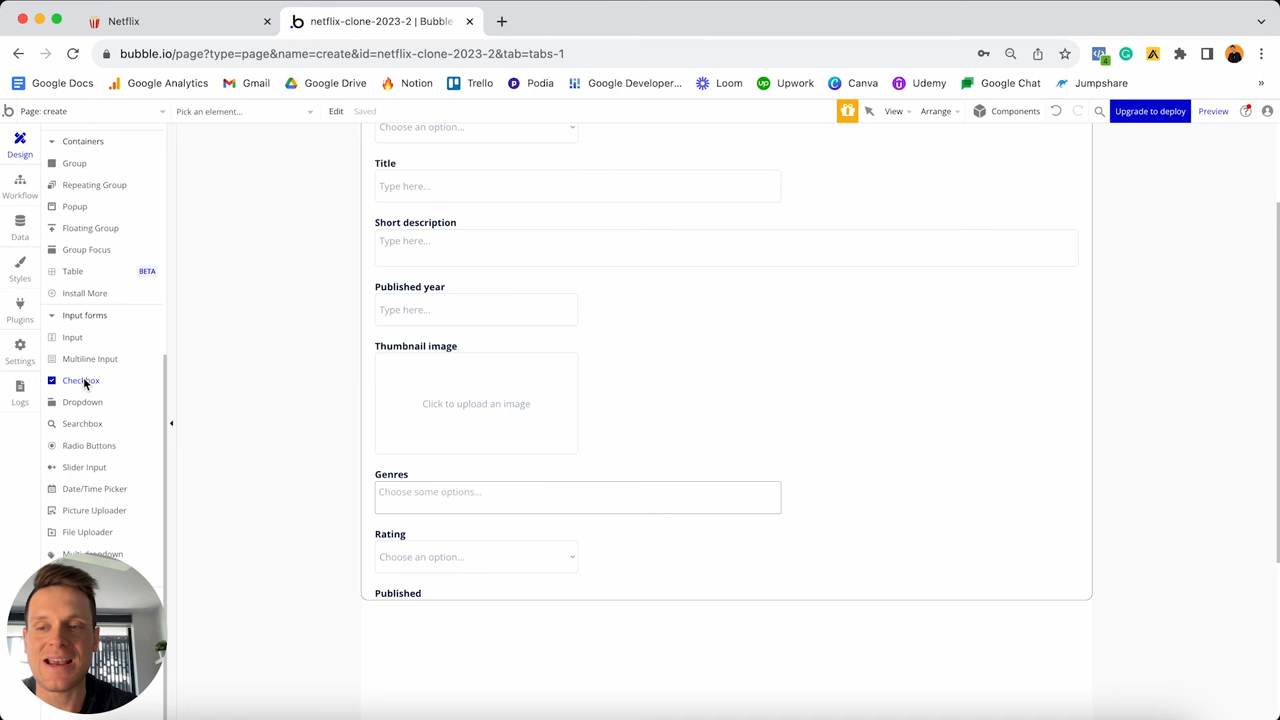 Netflix
netflix-clone-2023-2 | Bubble
bubble.io/page?type=page&name=create&id=netflix-clone-2023-2&tab=tabs-1
4
Google Docs
Google Analytics
Gmail
Google Drive
Notion
Trello
Podia
Google Developer...
Loom
Upwork
Canva
Udemy
Google Chat
Jumpshare
»
Page: create
Pick an element...
Edit
Saved
View
Arrange
Components
Upgrade to deploy
Preview
Design
Workflow
Data
Styles
Plugins
Settings
Logs
Containers
Group
Repeating Group
Popup
Floating Group
Group Focus
Table BETA
Install More
Input forms
Input
Multiline Input
Checkbox
Dropdown
Searchbox
Radio Buttons
Slider Input
Date/Time Picker
Picture Uploader
File Uploader
Multidropdown
Choose an option...
Title
Type here...
Short description
Type here...
Published year
Type here...
Thumbnail image
Click to upload an image
Genres
Choose some options...
Rating
Choose an option...
Published